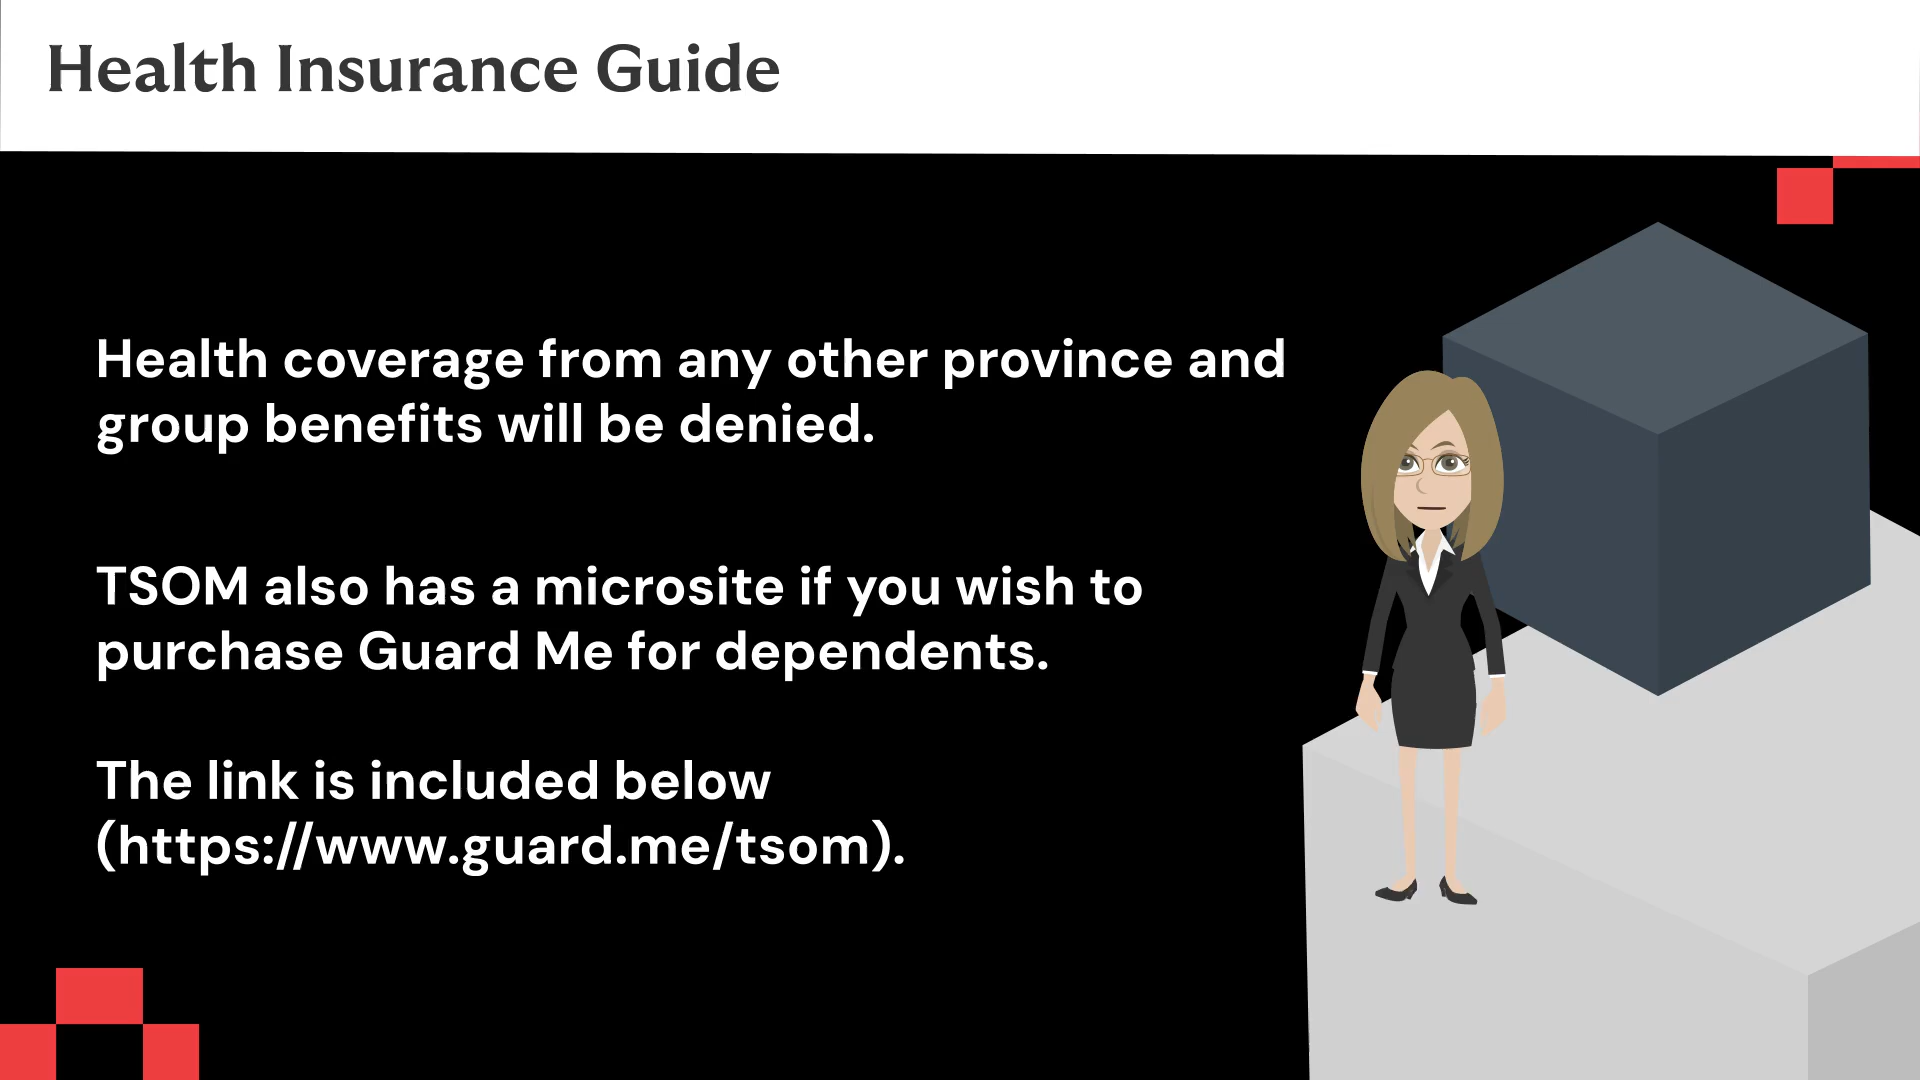 Health Insurance Guide
Health coverage from any other province and
group benefits will be denied.
TSOM also has a microsite if you wish to
purchase Guard Me for dependents.
The link is included below
(https://www.guard.me/tsom).